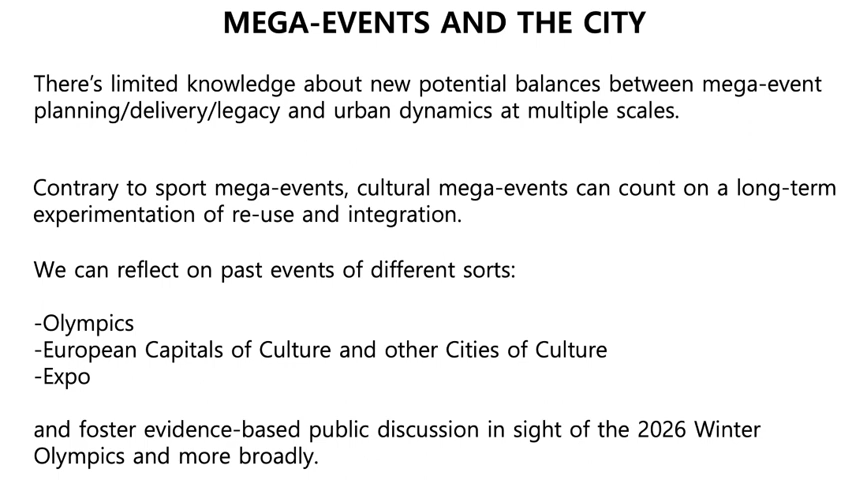 MEGA-EVENTS AND THE CITY
There's limited knowledge about new potential balances between mega-event
planning/delivery/legacy and urban dynamics at multiple scales.
Contrary to sport mega-events, cultural mega-events can count on a long-term
experimentation of re-use and integration.
We can reflect on past events of different sorts:
-Olympics
-European Capitals of Culture and other Cities of Culture
-Expo
and foster evidence-based public discussion in sight of the 2026 Winter
Olympics and more broadly.